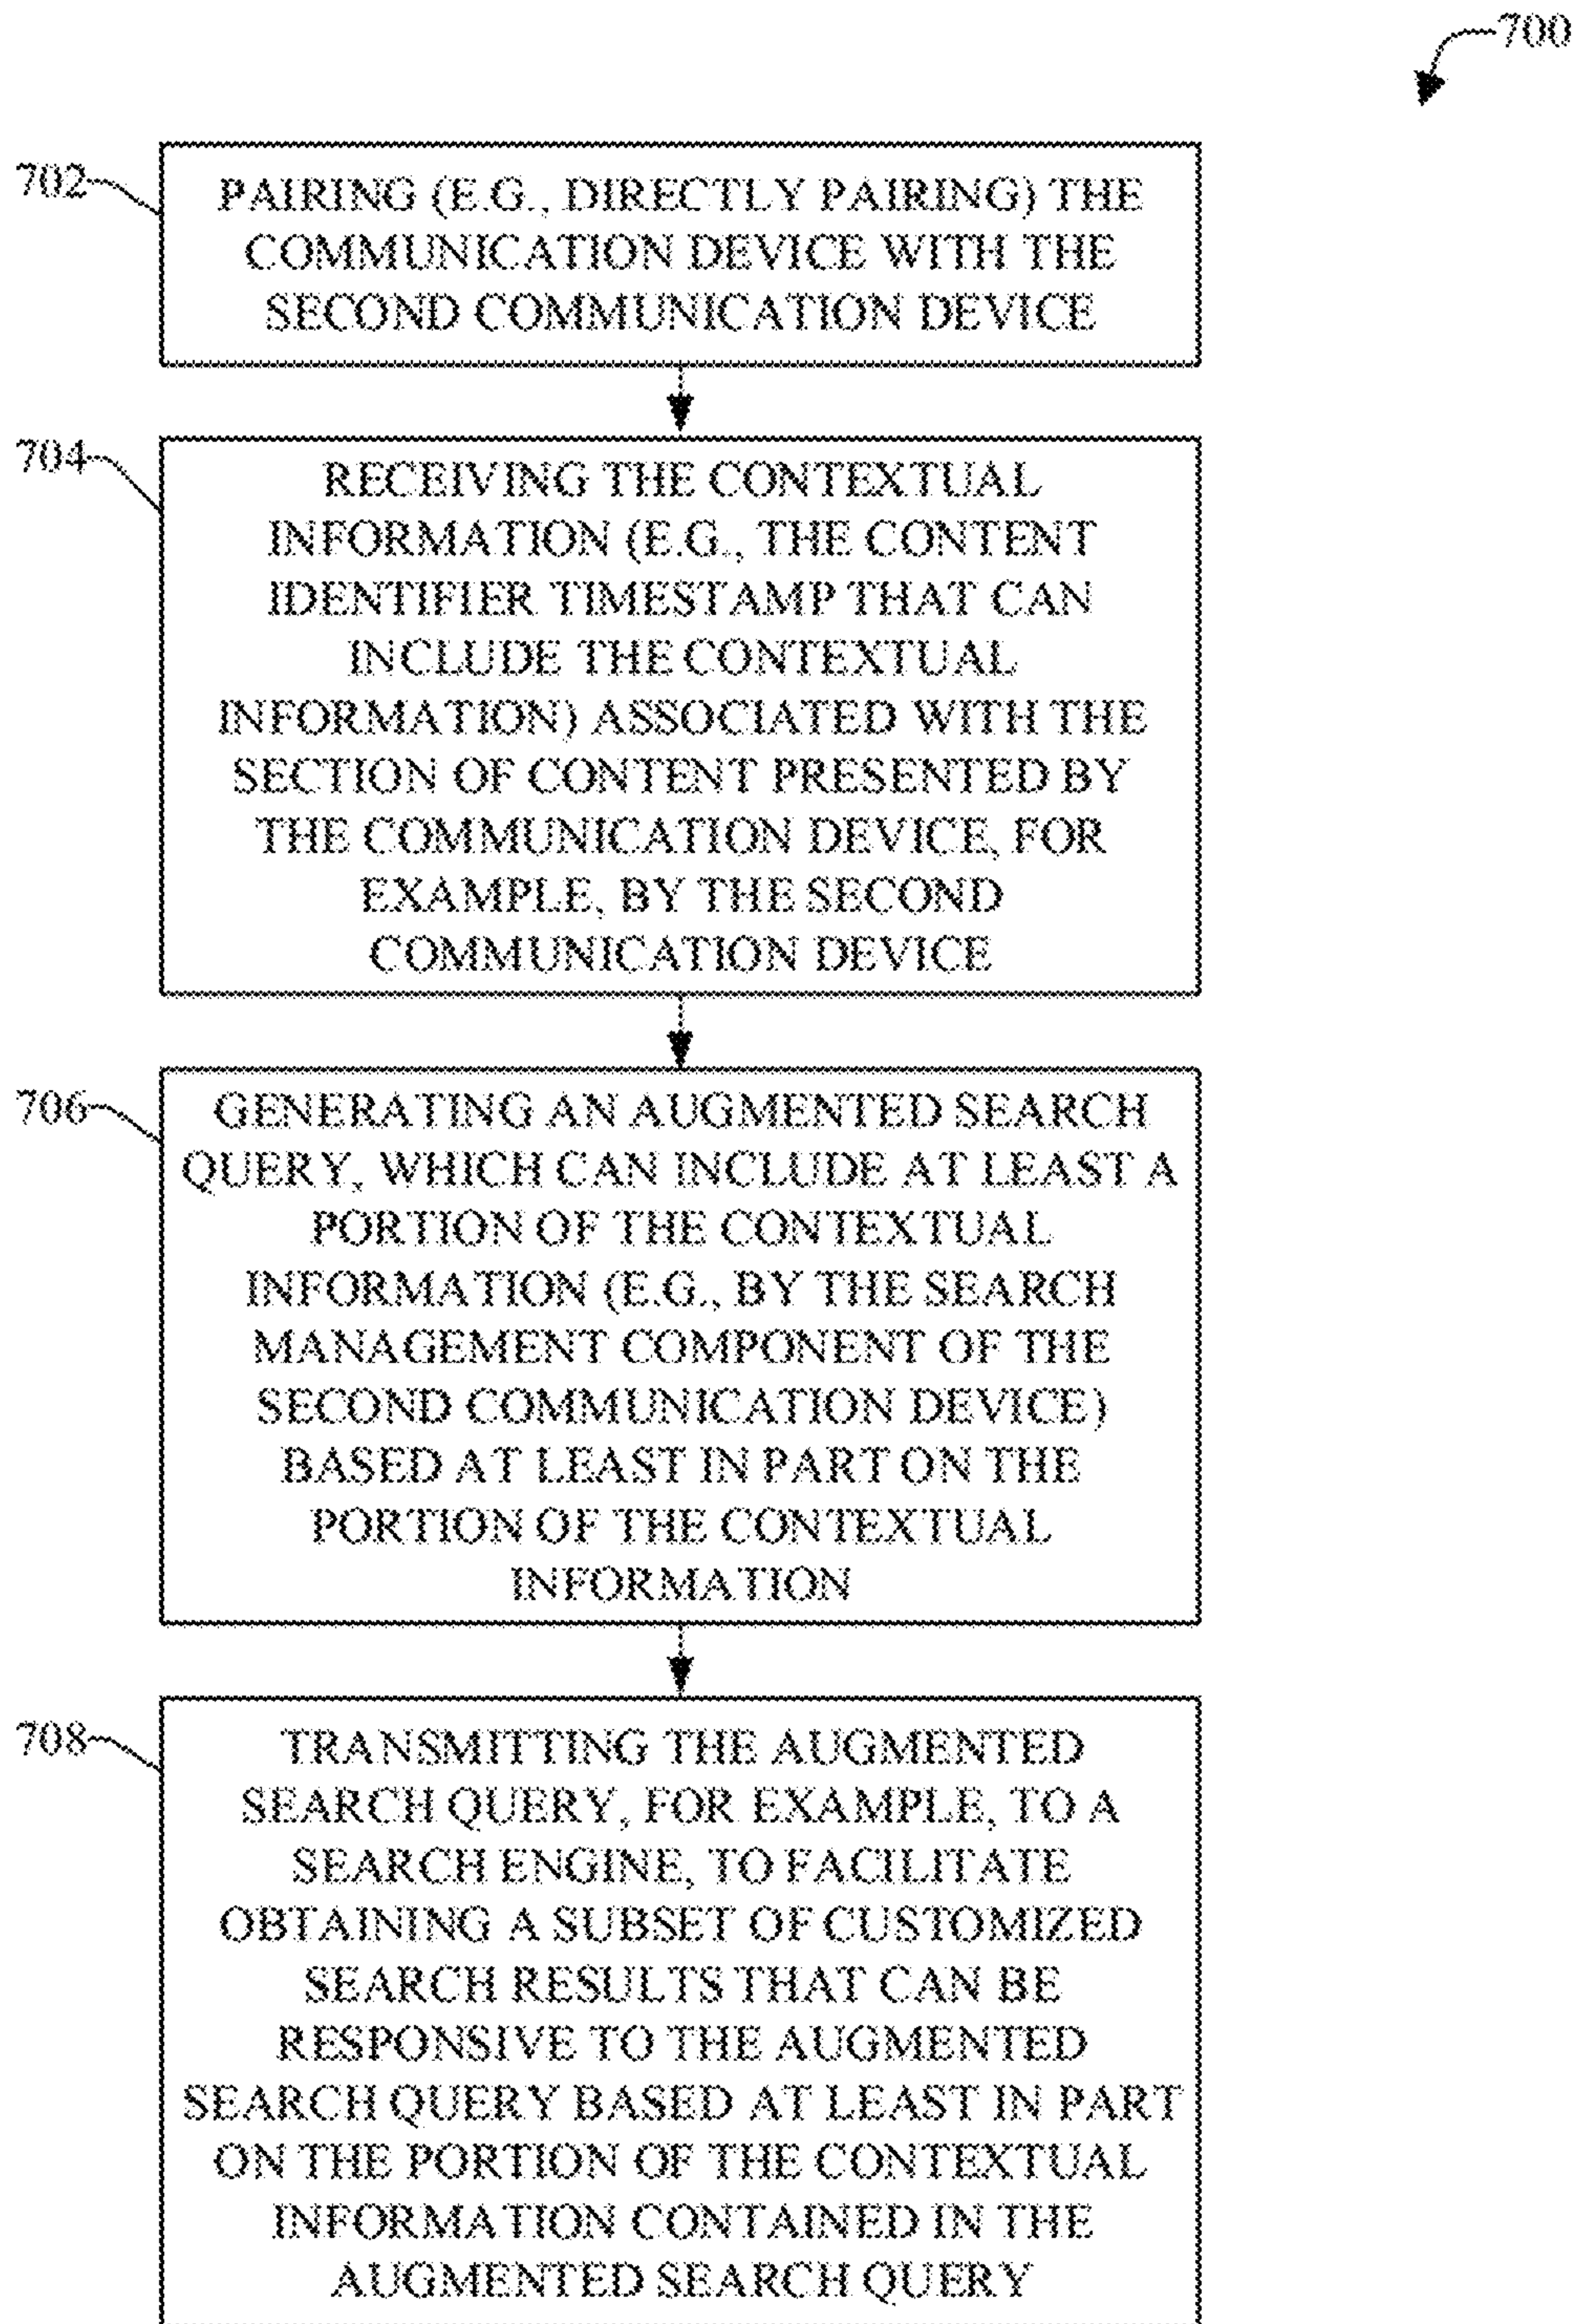 700
702
PAIRING (E.G., DIRECTLY PAIRING) THE
COMMUNICATION DEVICE WITH THE
SECOND COMMUNICATION DEVICE
704
RECEIVING THE CONTEXTUAL
INFORMATION (E.G., THE CONTENT
IDENTIFIER TIMESTAMP THAT CAN
INCLUDE THE CONTEXTUAL
INFORMATION) ASSOCIATED WITH THE
SECTION OF CONTENT PRESENTED BY
THE COMMUNICATION DEVICE, FOR
EXAMPLE, BY THE SECOND
COMMUNICATION DEVICE
706
GENERATING AN AUGMENTED SEARCH
QUERY, WHICH CAN INCLUDE AT LEAST A
PORTION OF THE CONTEXTUAL
INFORMATION (E.G., BY THE SEARCH
MANAGEMENT COMPONENT OF THE
SECOND COMMUNICATION DEVICE)
BASED AT LEAST IN PART ON THE
PORTION OF THE CONTEXTUAL
INFORMATION
708
TRANSMITTING THE AUGMENTED
SEARCH QUERY, FOR EXAMPLE, TO A
SEARCH ENGINE, TO FACILITATE
OBTAINING A SUBSET OF CUSTOMIZED
SEARCH RESULTS THAT CAN BE
RESPONSIVE TO THE AUGMENTED
SEARCH QUERY BASED AT LEAST IN PART
ON THE PORTION OF THE CONTEXTUAL
INFORMATION CONTAINED IN THE
AUGMENTED SEARCH QUERY